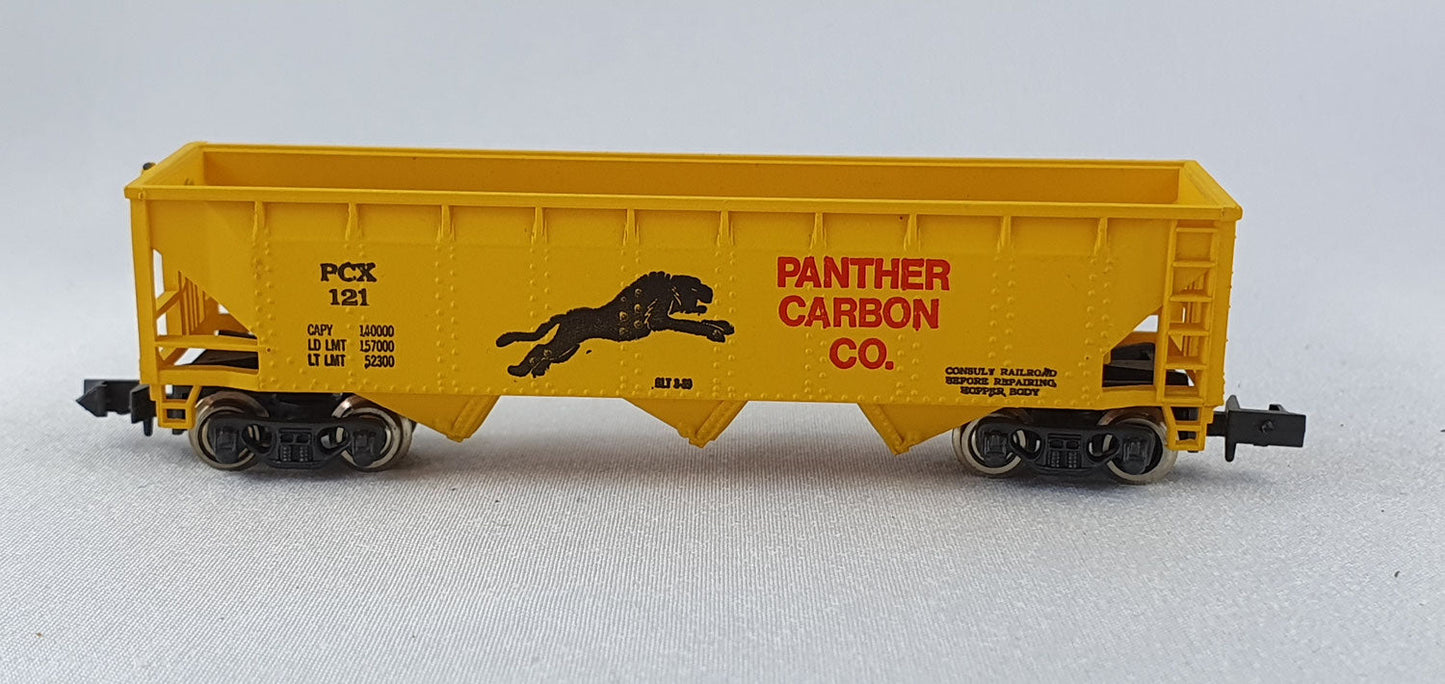 PCX
121
CAPY 140000
LD LMT 157000
LT LMT 52300
BLT
PANTHER
CARBON
CO.
CONSULT RAILROAD
BEFORE REPAIRING
HOPPER BODY